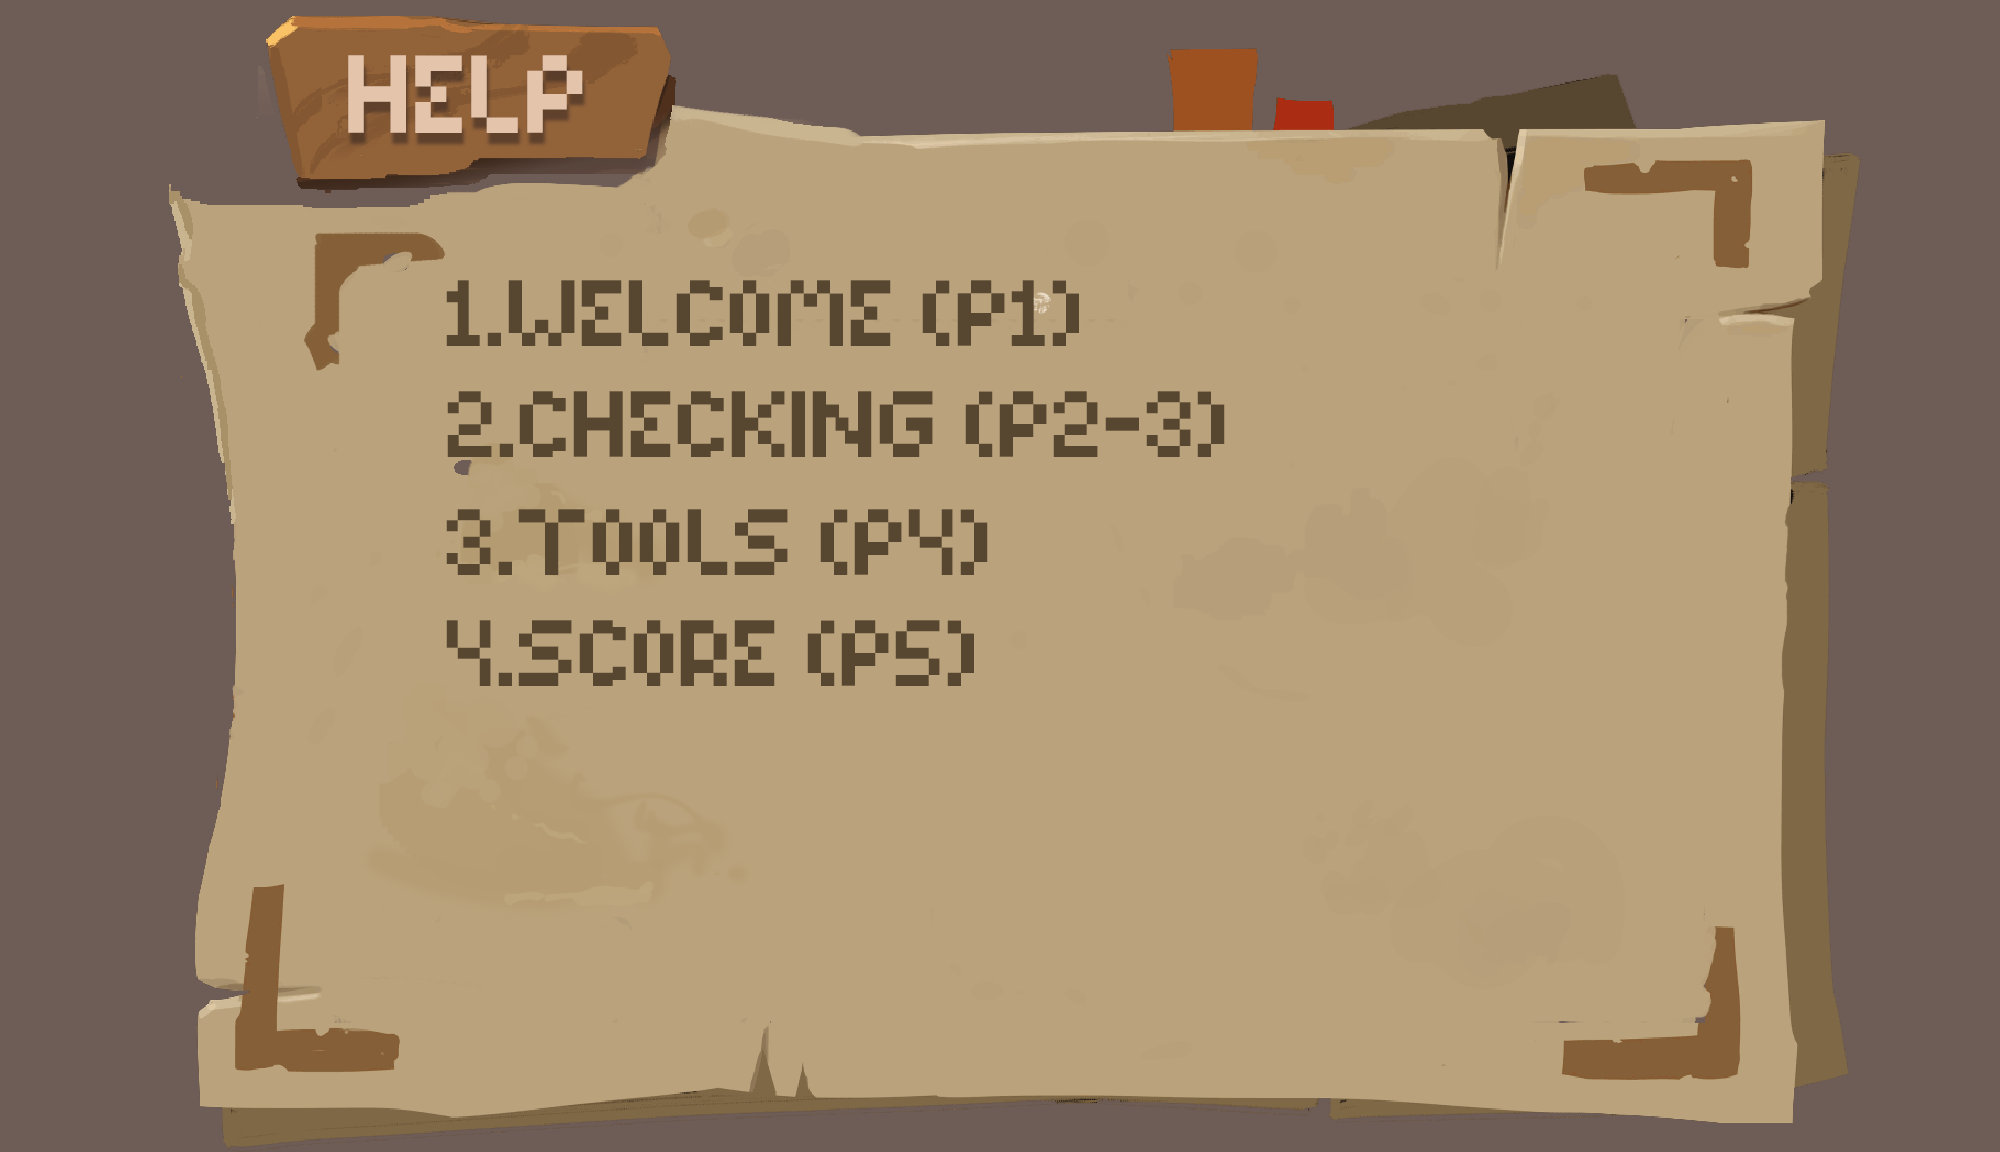 HELP
1.WELCOME (P1)
2.CHECKING (P2-3)
3.TOOLS (P4)
4.SCORE (P5)